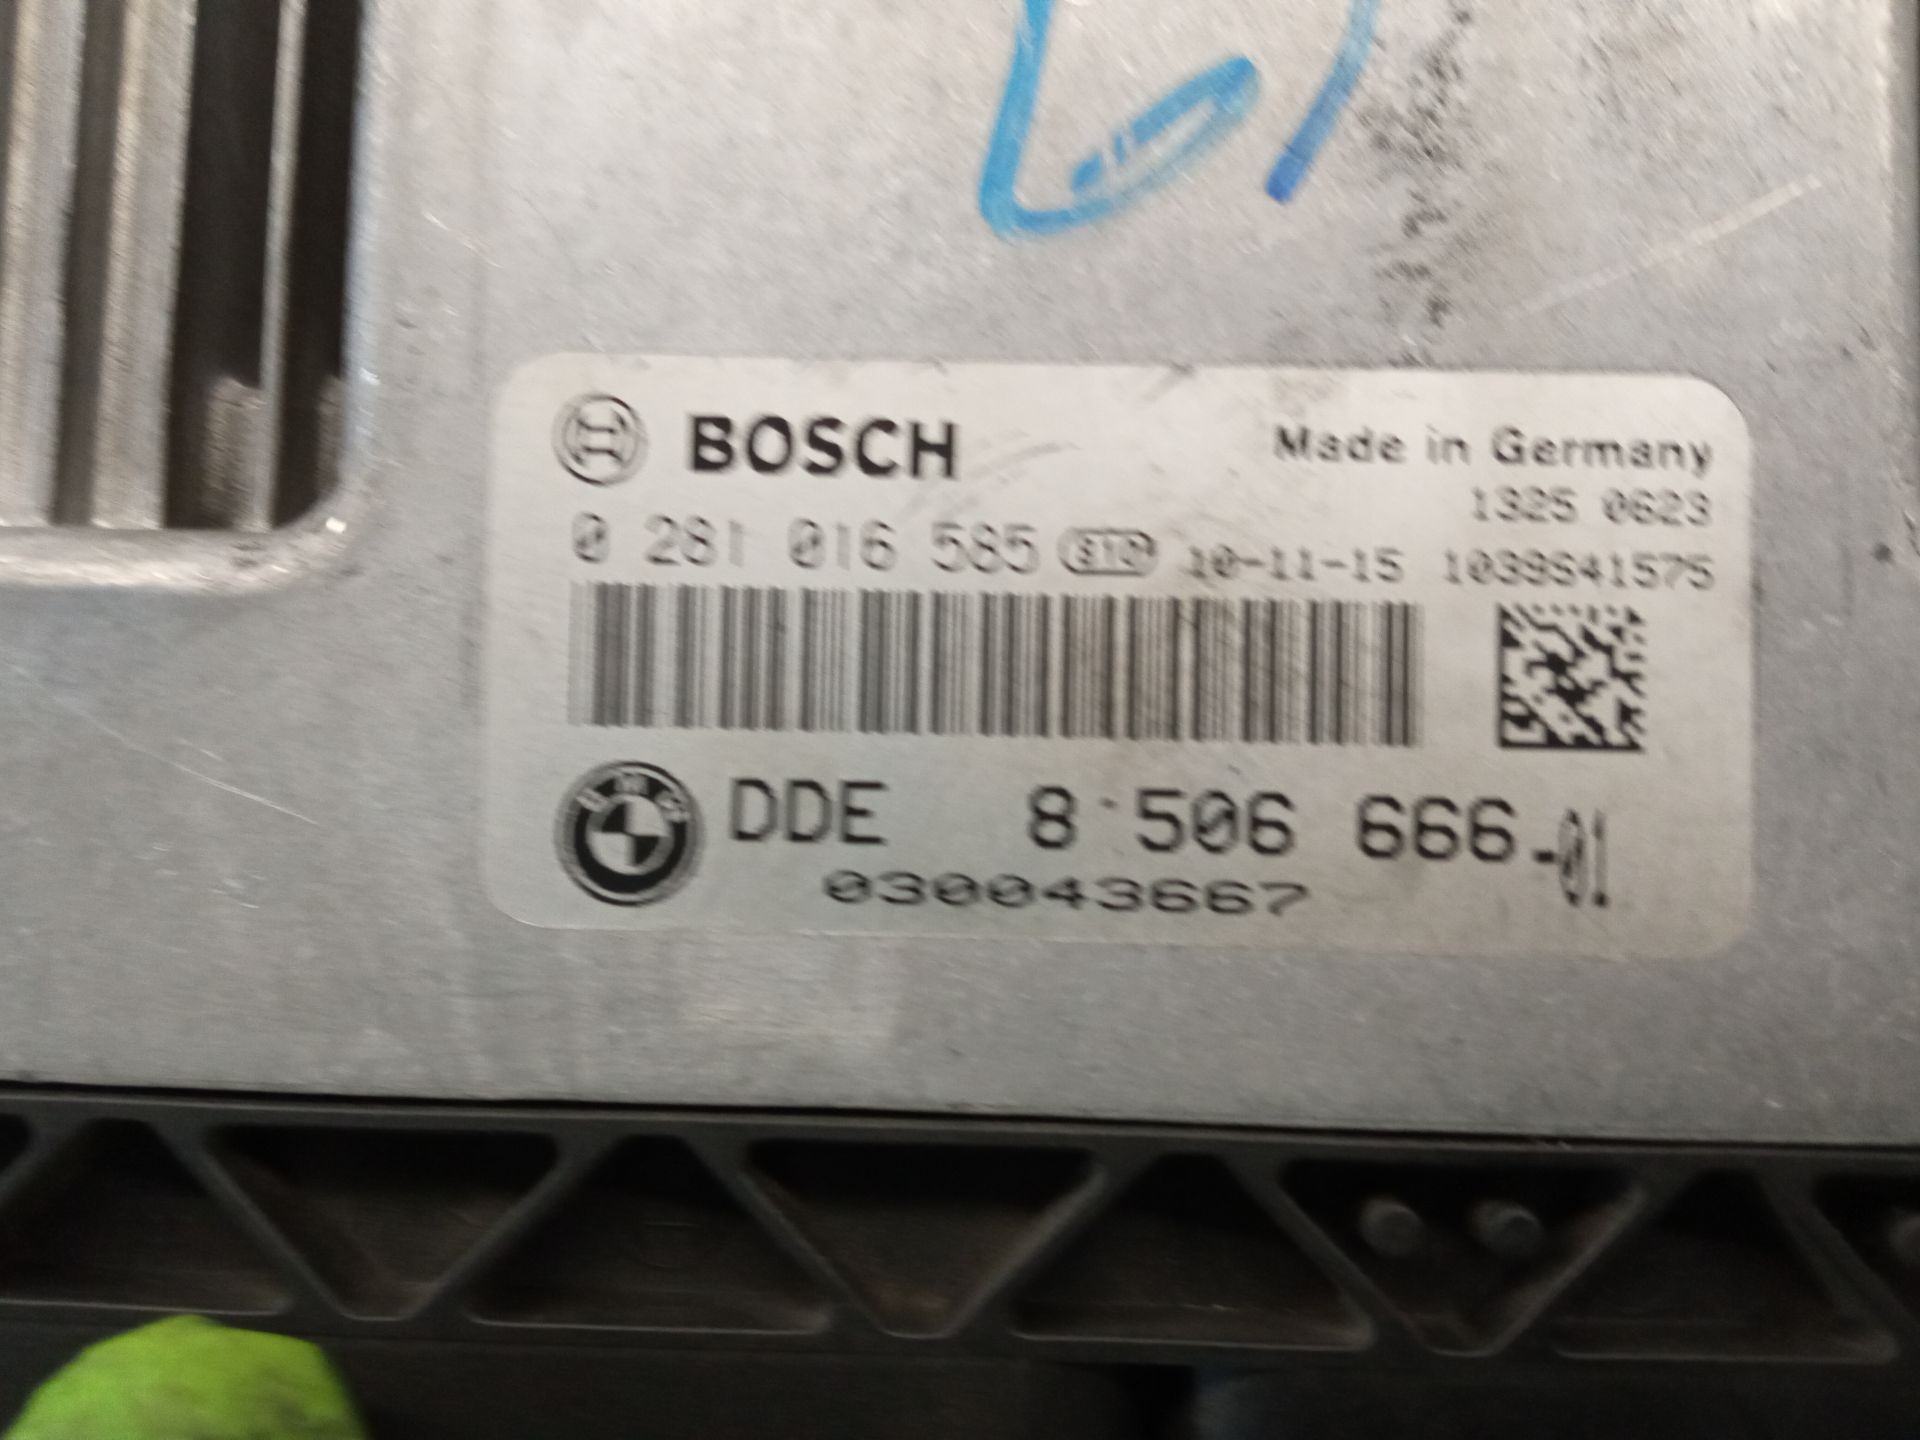 BOSCH
Made in Germany
1325 0623
0 281 016 585 10-11-15 1039S41575
DDE 8 506 666-01
030043667